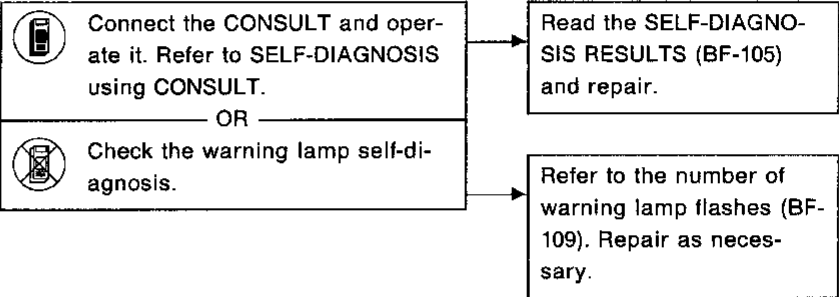 Connect the CONSULT and oper-
ate it. Refer to SELF-DIAGNOSIS
using CONSULT.
OR
Check the warning lamp self-di-
agnosis.
Read the SELF-DIAGNO-
SIS RESULTS (BF-105)
and repair.
Refer to the number of
warning lamp flashes (BF-
109). Repair as neces-
sary.